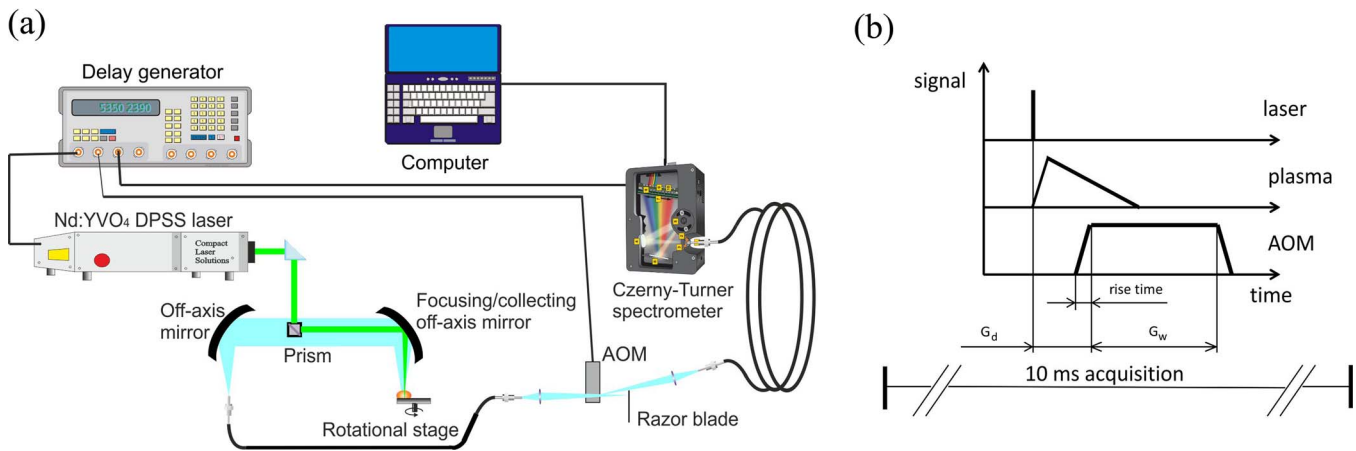 (a)
Delay generator
5350 2390
Computer
Nd:YVO₄ DPSS laser
Compact
Laser
Solutions
Off-axis
mirror
Prism
Focusing/collecting
off-axis mirror
Rotational stage
AOM
Razor blade
Czerny-Turner
spectrometer
(b)
signal
laser
plasma
AOM
time
rise time
G_d
G_w
10 ms acquisition